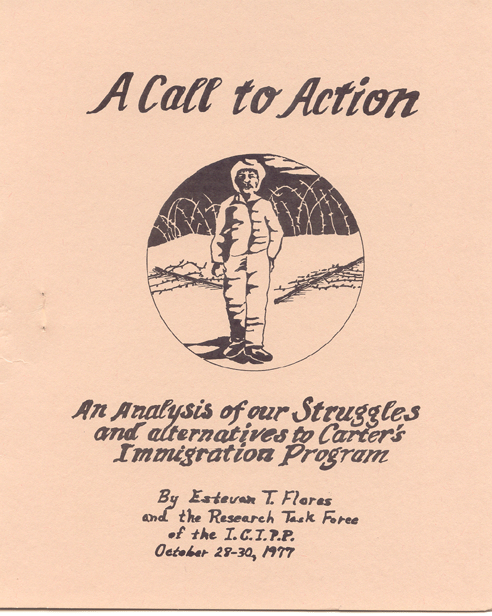 A Call to Action
An Analysis of our Struggles
and alternatives to Carter's
Immigration Program
By Estevan T. Flores
and the Research Task Force
of the I.C.I.P.P.
October 28-30, 1977